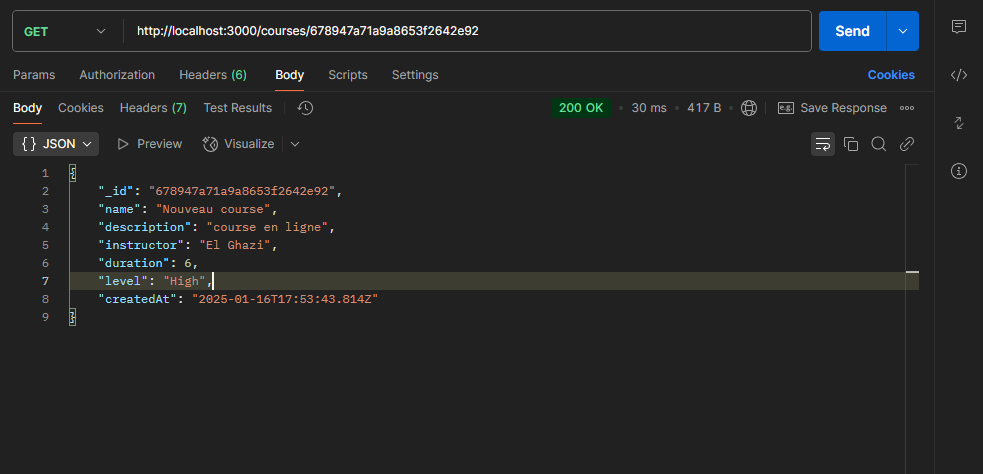 GET http://localhost:3000/courses/678947a71a9a8653f2642e92 Send
Params Authorization Headers (6) Body Scripts Settings Cookies
Body Cookies Headers (7) Test Results 200 OK • 30 ms • 417 B • e.g. Save Response
{} JSON Preview Visualize
1 {
2 "_id": "678947a71a9a8653f2642e92",
3 "name": "Nouveau course",
4 "description": "course en ligne",
5 "instructor": "El Ghazi",
6 "duration": 6,
7 "level": "High",
8 "createdAt": "2025-01-16T17:53:43.814Z"
9 }